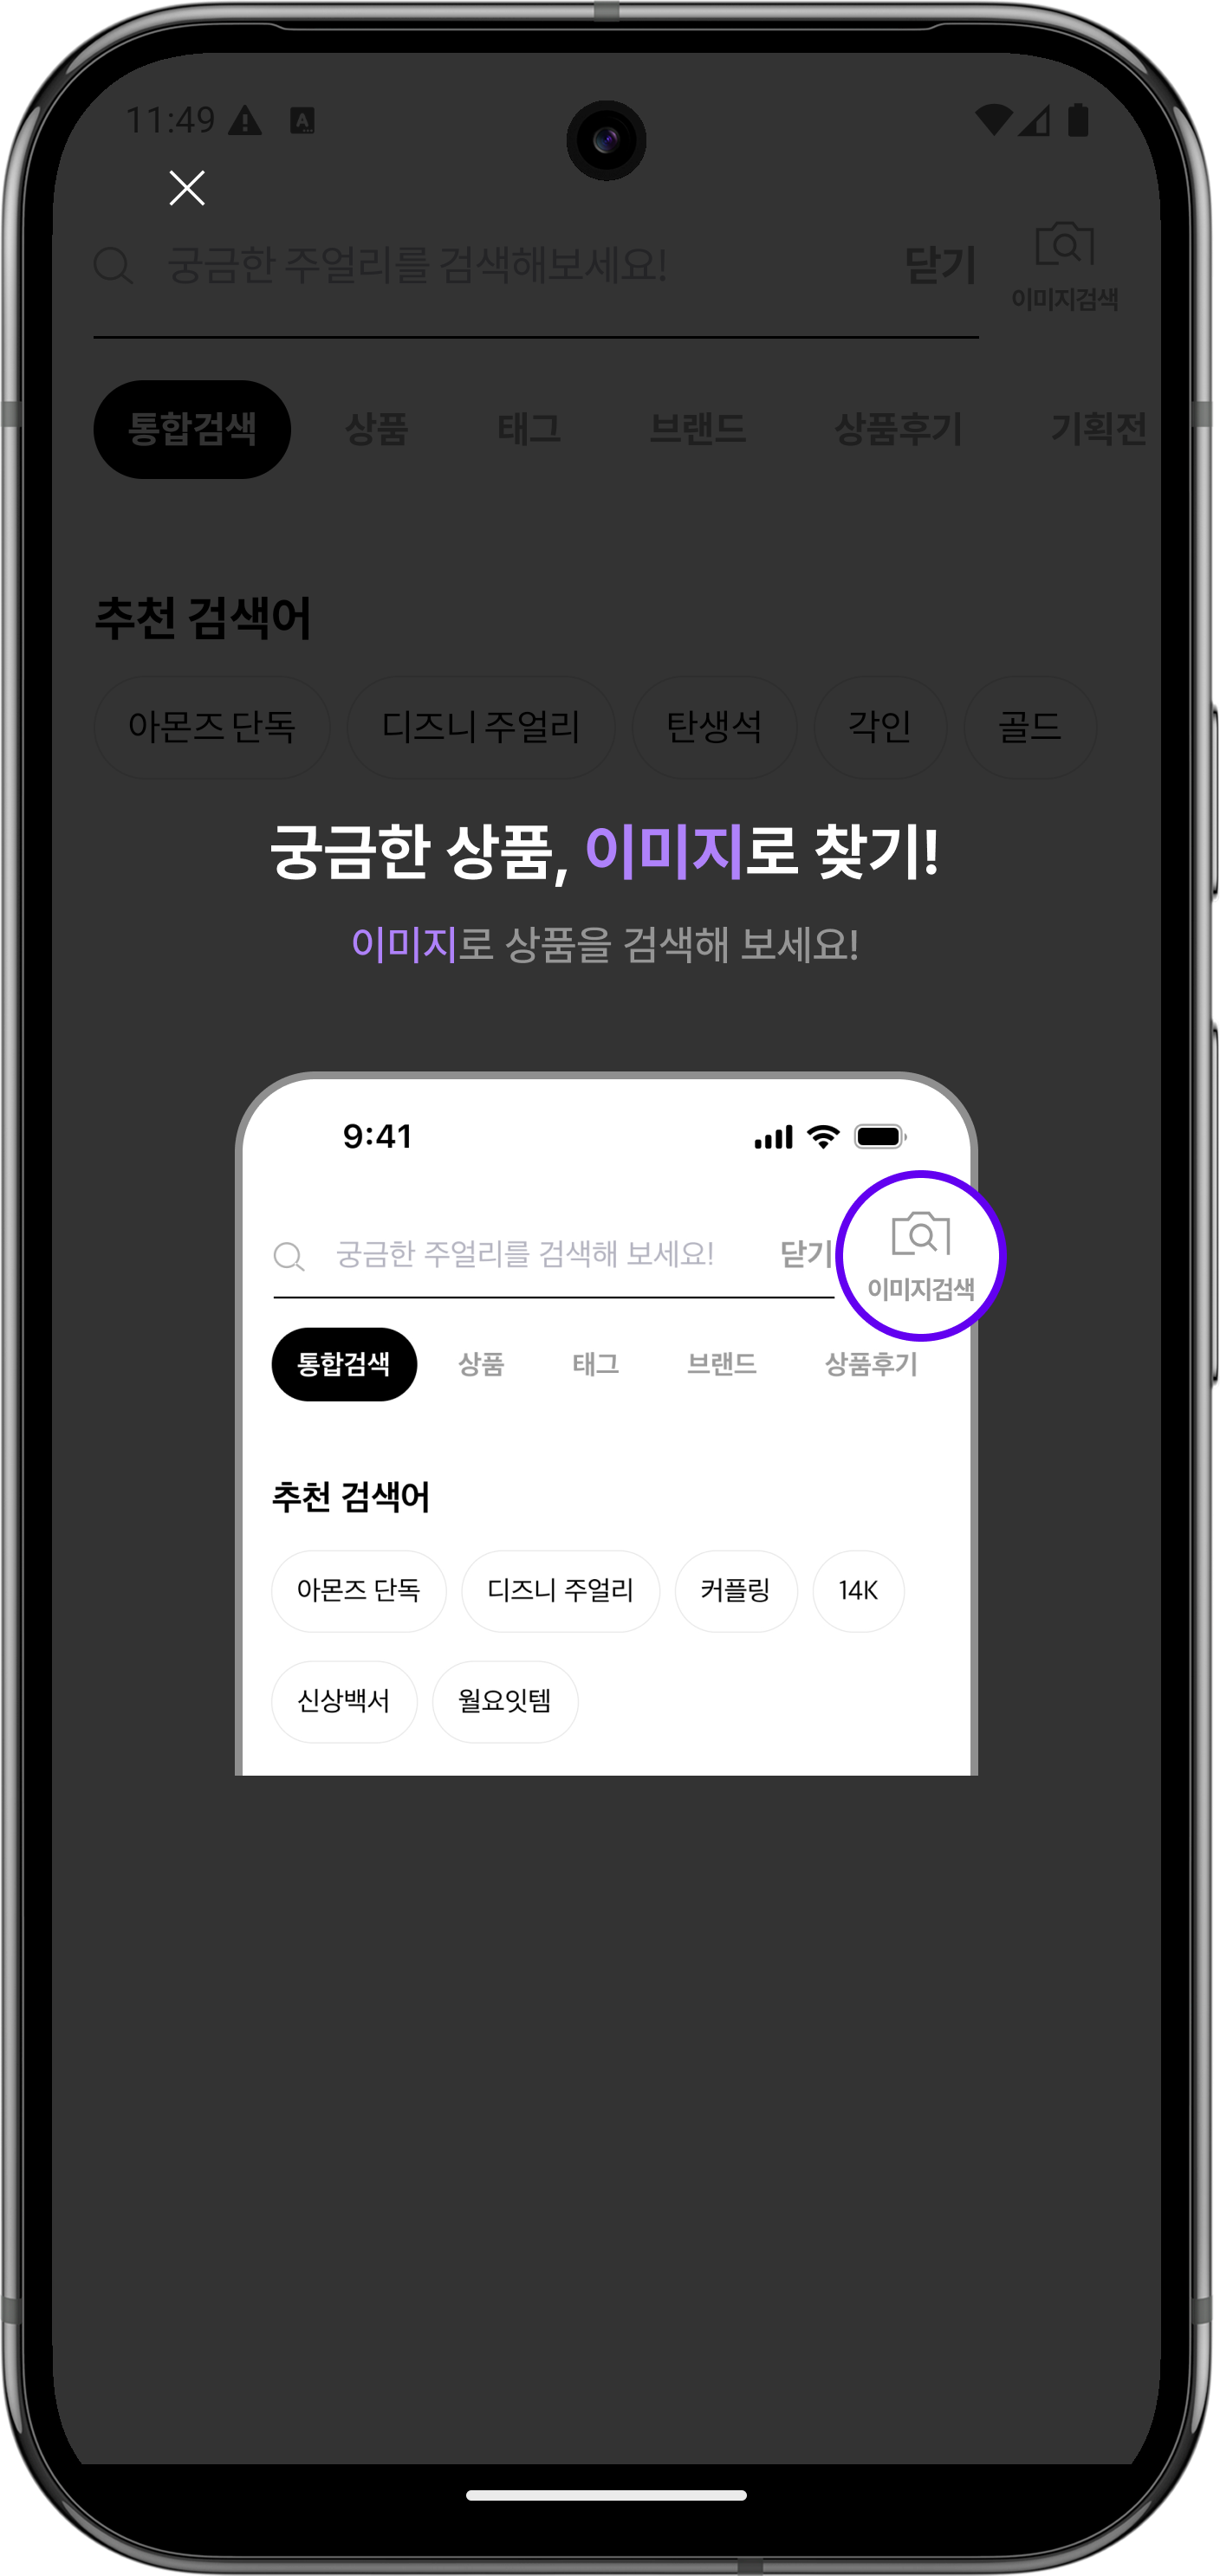 11:49
궁금한 주얼리를 검색해보세요! 닫기
이미지검색
통합검색 상품 태그 브랜드 상품후기 기획전
추천 검색어
아몬즈 단독 디즈니 주얼리 탄생석 각인 골드
궁금한 상품, 이미지로 찾기!
이미지로 상품을 검색해 보세요!
9:41
궁금한 주얼리를 검색해 보세요! 닫기
이미지검색
통합검색 상품 태그 브랜드 상품후기
추천 검색어
아몬즈 단독 디즈니 주얼리 커플링 14K
신상백서 월요잇템